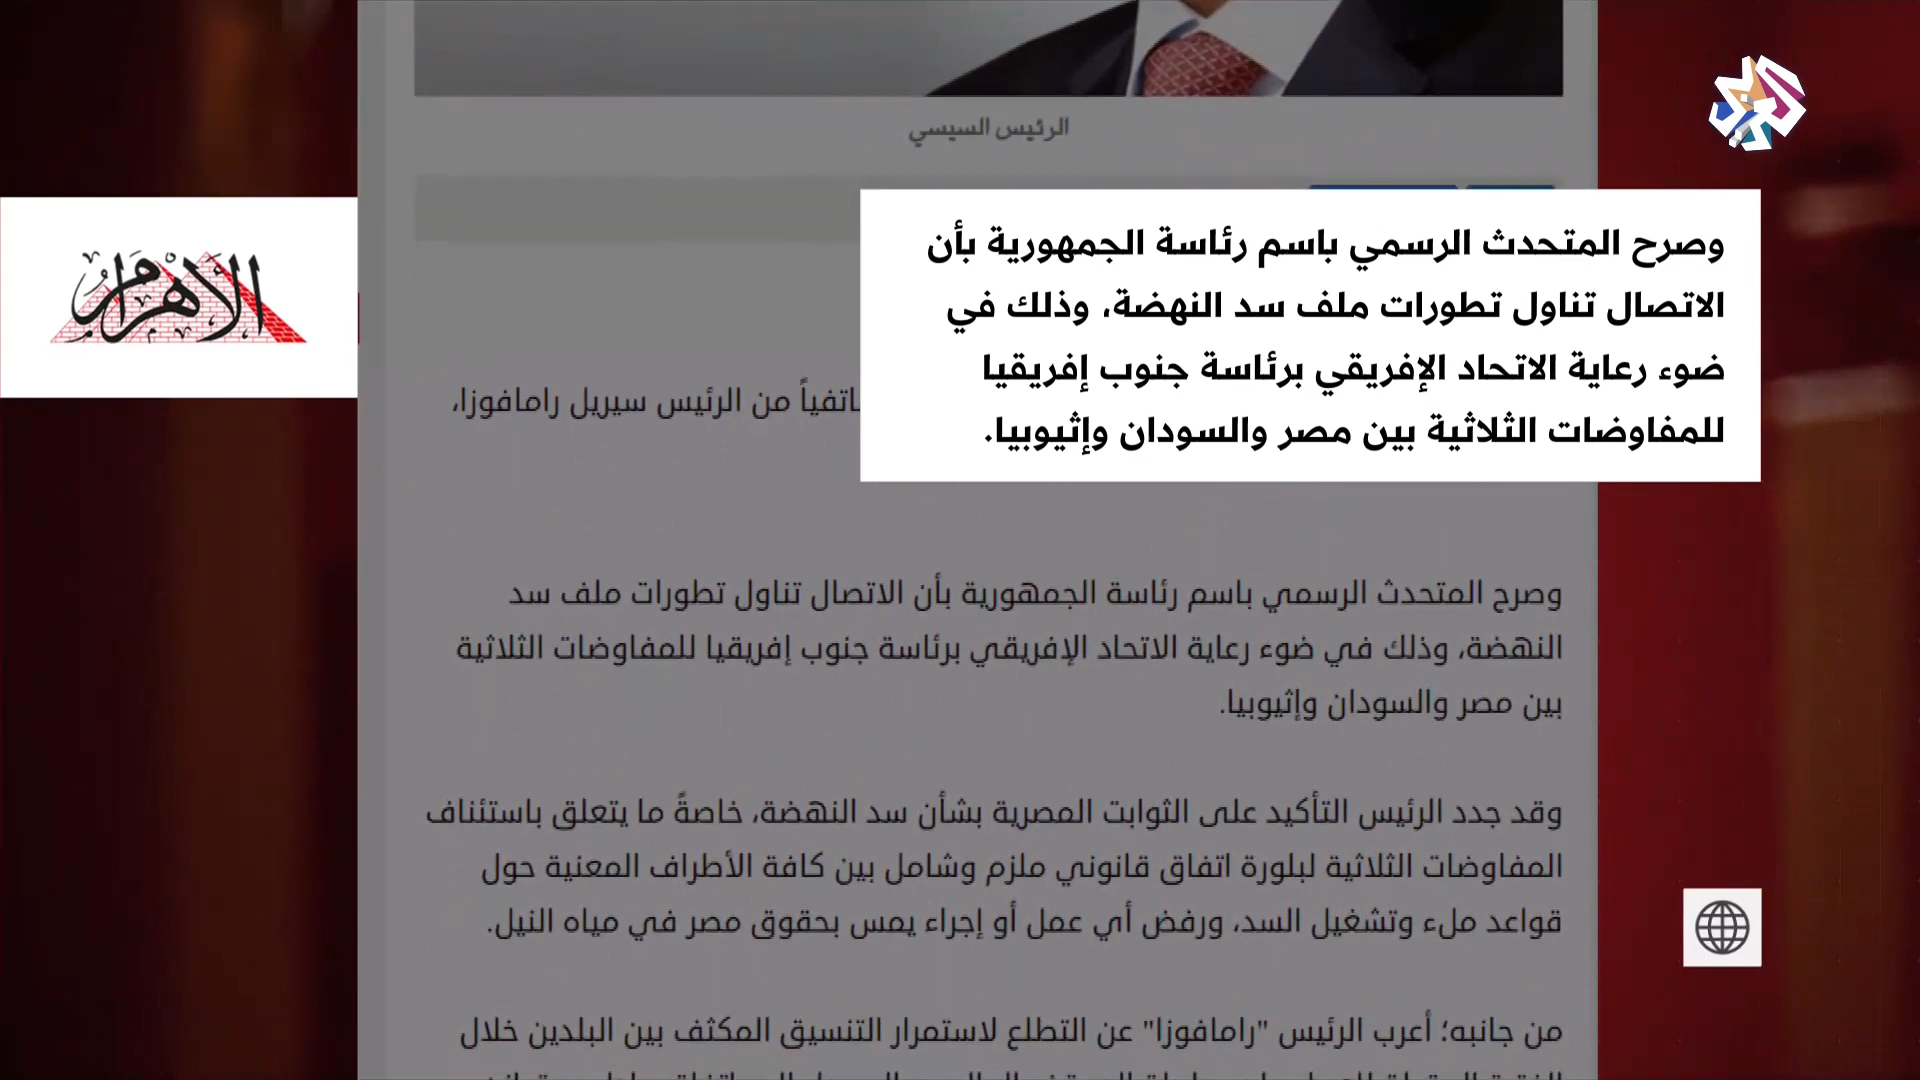 الرئيس السيسي
الأهرام
وصرح المتحدث الرسمي باسم رئاسة الجمهورية بأن
الاتصال تناول تطورات ملف سد النهضة، وذلك في
ضوء رعاية الاتحاد الإفريقي برئاسة جنوب إفريقيا
للمفاوضات الثلاثية بين مصر والسودان وإثيوبيا.
من الرئيس سيريل رامافوزا،
وصرح المتحدث الرسمي باسم رئاسة الجمهورية بأن الاتصال تناول تطورات ملف سد
النهضة، وذلك في ضوء رعاية الاتحاد الإفريقي برئاسة جنوب إفريقيا للمفاوضات الثلاثية
بين مصر والسودان وإثيوبيا.
وقد جدد الرئيس التأكيد على الثوابت المصرية بشأن سد النهضة، خاصةً ما يتعلق باستئناف
المفاوضات الثلاثية لبلورة اتفاق قانوني ملزم وشامل بين كافة الأطراف المعنية حول
قواعد ملء وتشغيل السد، ورفض أي عمل أو إجراء يمس بحقوق مصر في مياه النيل.
من جانبه؛ أعرب الرئيس "رامافوزا" عن التطلع لاستمرار التنسيق المكثف بين البلدين خلال